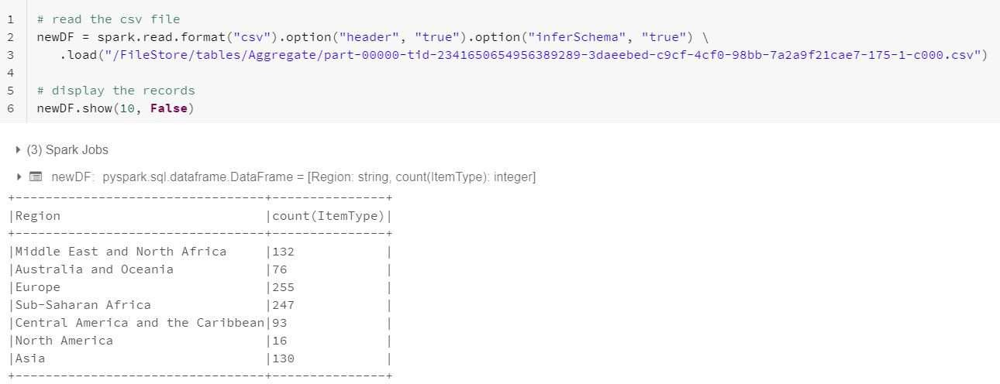 1 # read the csv file
2 newDF = spark.read.format("csv").option("header", "true").option("inferSchema", "true") \
3    .load("/FileStore/tables/Aggregate/part-00000-tid-2341650654956389289-3daeebed-c9cf-4cf0-98bb-7a2a9f21cae7-175-1-c000.csv")
4
5 # display the records
6 newDF.show(10, False)
(3) Spark Jobs
newDF: pyspark.sql.dataframe.DataFrame = [Region: string, count(ItemType): integer]
+---------------------------------+---------------+
|Region                           |count(ItemType)|
+---------------------------------+---------------+
|Middle East and North Africa     |132            |
|Australia and Oceania            |76             |
|Europe                           |255            |
|Sub-Saharan Africa               |247            |
|Central America and the Caribbean|93             |
|North America                    |16             |
|Asia                             |130            |
+---------------------------------+---------------+